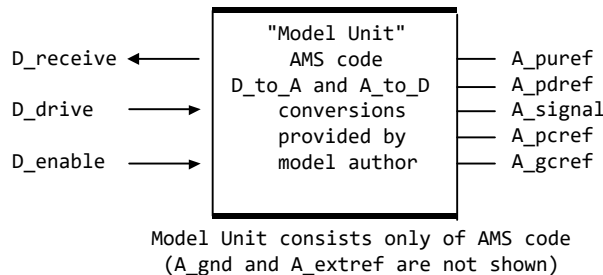 "Model Unit"
D_receive AMS code A_puref
D_to_A and A_to_D A_pdref
D_drive conversions A_signal
provided by A_pcref
D_enable model author A_gcref
Model Unit consists only of AMS code
(A_gnd and A_extref are not shown)